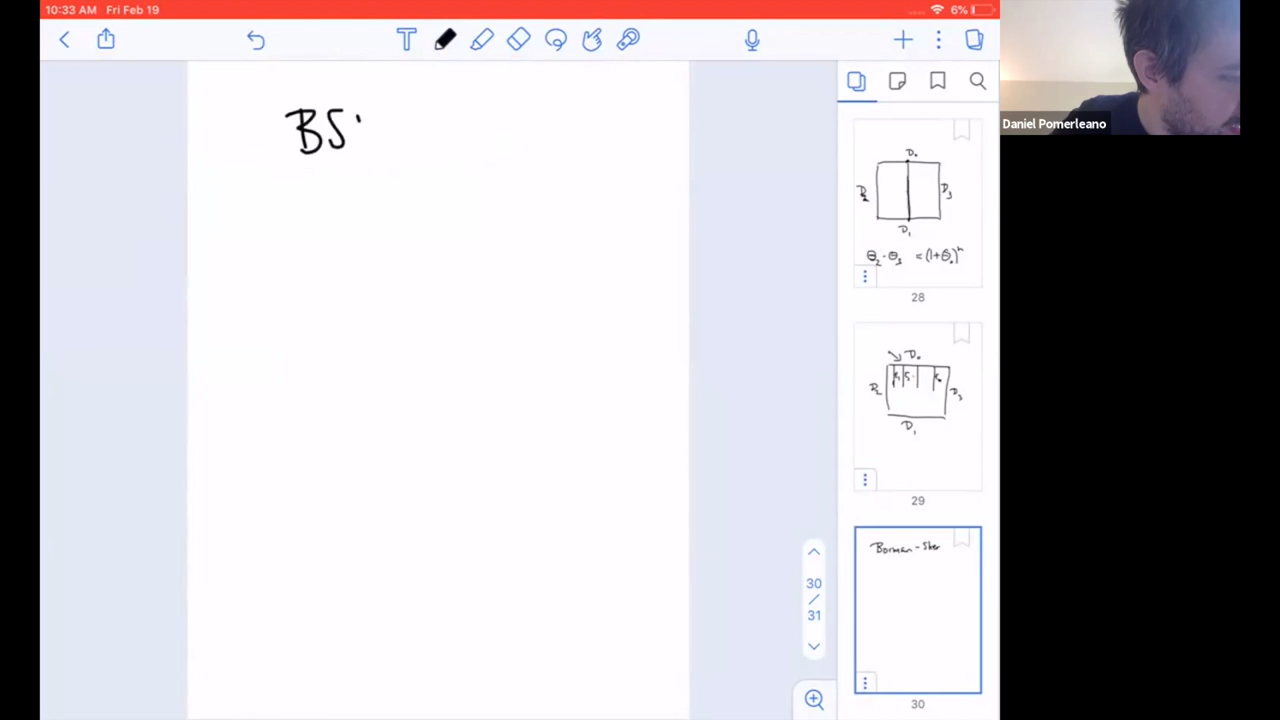 10:33 AM Fri Feb 19
6%
T
BS'
D₀
D₂
D₃
D₁
Θ₂ · Θ₃ = (1+Θ₀)ⁿ
28
D₀
D₂
D₃
D₁
29
Borman - Sher
30
30
/
31
Daniel Pomerleano